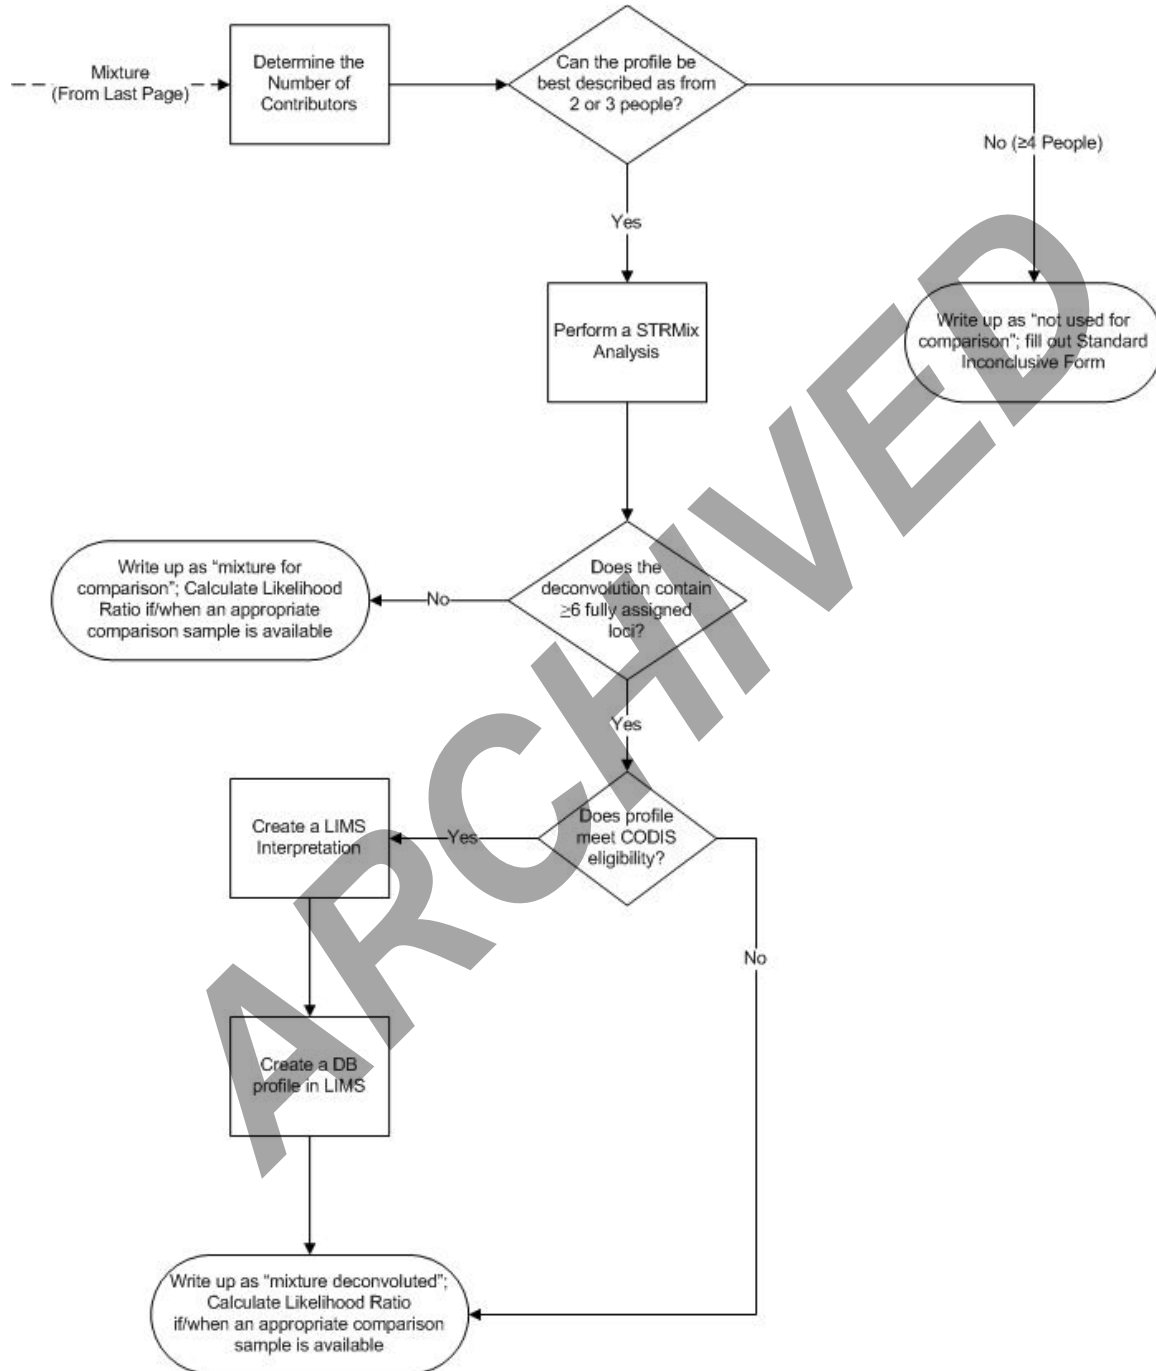 Mixture
(From Last Page)
Determine the
Number of
Contributors
Can the profile be
best described as from
2 or 3 people?
No (≥4 People)
Yes
Perform a STRMix
Analysis
Write up as “not used for
comparison”; fill out Standard
Inconclusive Form
Write up as “mixture for
comparison”; Calculate Likelihood
Ratio if/when an appropriate
comparison sample is available
No
Does the
deconvolution contain
≥6 fully assigned
loci?
Yes
Create a LIMS
Interpretation
Yes
Does profile
meet CODIS
eligibility?
No
Create a DB
profile in LIMS
Write up as “mixture deconvoluted”;
Calculate Likelihood Ratio
if/when an appropriate comparison
sample is available
ARCHIVED